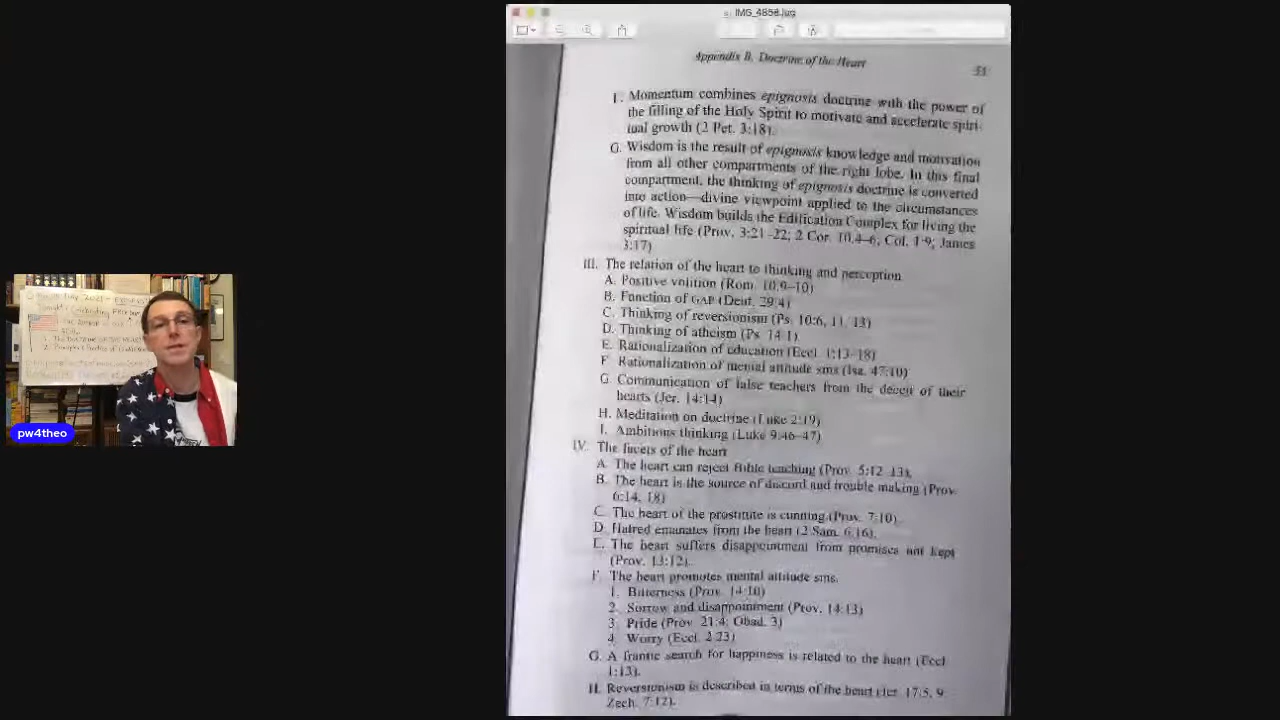 IMG_4858.jpg
Appendix B. Doctrine of the Heart
51
F. Momentum combines epignosis doctrine with the power of
the filling of the Holy Spirit to motivate and accelerate spiri-
tual growth (2 Pet. 3:18).
G. Wisdom is the result of epignosis knowledge and motivation
from all other compartments of the right lobe. In this final
compartment, the thinking of epignosis doctrine is converted
into action—divine viewpoint applied to the circumstances
of life. Wisdom builds the Edification Complex for living the
spiritual life (Prov. 3:21-22; 2 Cor. 10:4-6; Col. 1:9; James
3:17)
III. The relation of the heart to thinking and perception
A. Positive volition (Rom. 10:9-10)
B. Function of GAP (Deut. 29:4)
C. Thinking of reversionism (Ps. 10:6, 11, 13)
D. Thinking of atheism (Ps. 14:1).
E. Rationalization of education (Eccl. 1:13-18)
F. Rationalization of mental attitude sins (Isa. 47:10)
G. Communication of false teachers from the deceit of their
hearts (Jer. 14:14)
H. Meditation on doctrine (Luke 2:19)
I. Ambitious thinking (Luke 9:46-47)
IV. The facets of the heart
A. The heart can reject Bible teaching (Prov. 5:12-13).
B. The heart is the source of discord and trouble making (Prov.
6:14, 18)
C. The heart of the prostitute is cunning (Prov. 7:10).
D. Hatred emanates from the heart (2 Sam. 6:16).
E. The heart suffers disappointment from promises not kept
(Prov. 13:12).
F. The heart promotes mental attitude sins.
1. Bitterness (Prov. 14:10)
2. Sorrow and disappointment (Prov. 14:13)
3. Pride (Prov. 21:4; Obad. 3)
4. Worry (Eccl. 2:23)
G. A frantic search for happiness is related to the heart (Eccl.
1:13).
H. Reversionism is described in terms of the heart (Jer. 17:5, 9
Zech. 7:12).
pw4theo